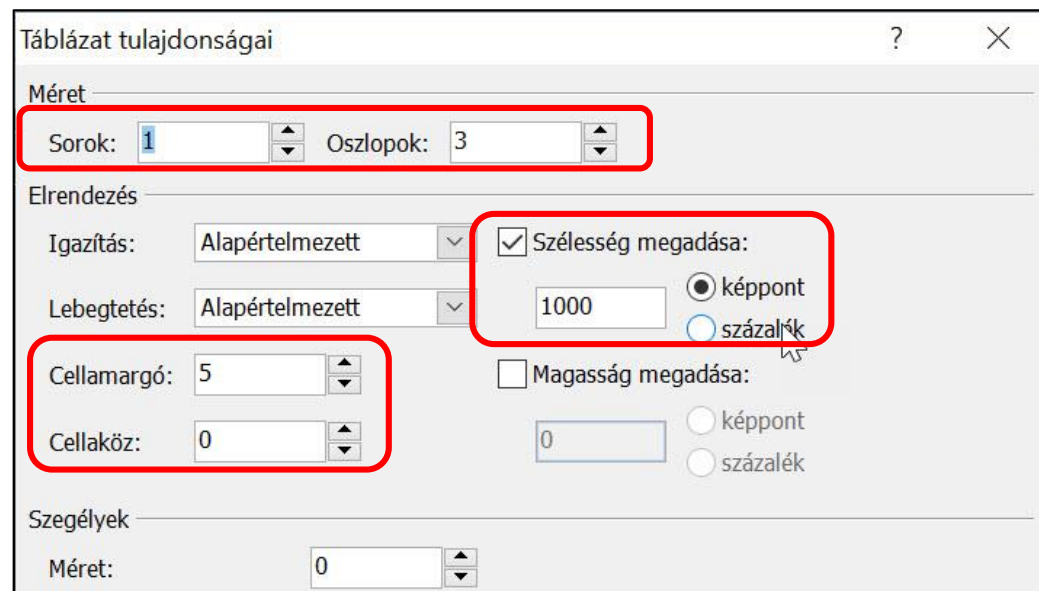 Táblázat tulajdonságai ?
Méret
Sorok: 1 Oszlopok: 3
Elrendezés
Igazítás: Alapértelmezett Szélesség megadása:
1000 képpont
Lebegtetés: Alapértelmezett százalék
Cellamargó: 5 Magasság megadása:
Cellaköz: 0 0 képpont
százalék
Szegélyek
Méret: 0